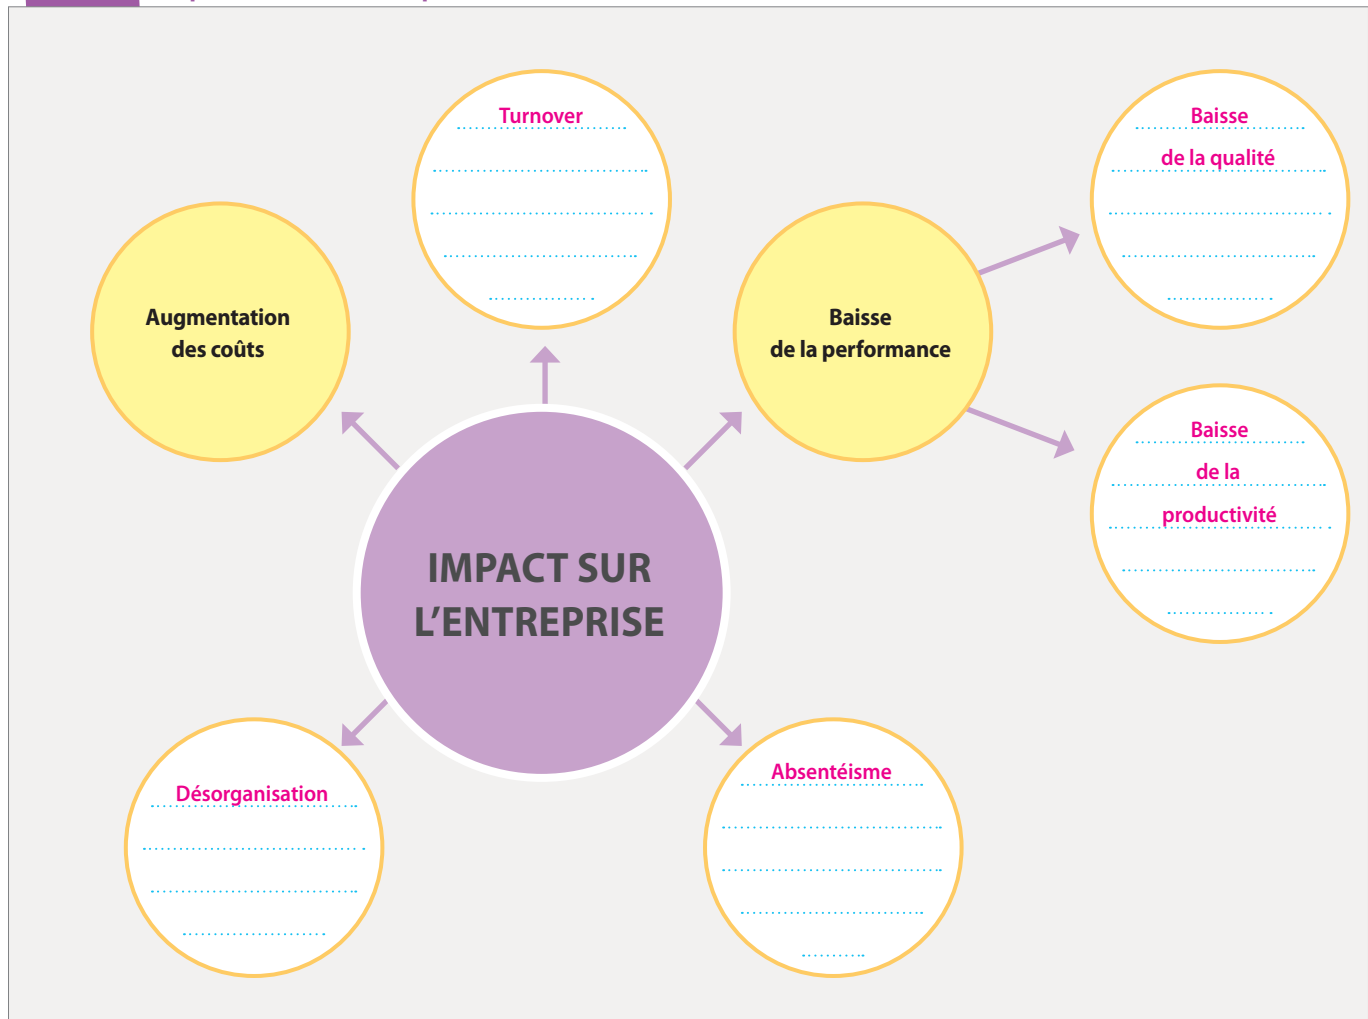 Turnover
Baisse
de la qualité
Augmentation
des coûts
Baisse
de la performance
Baisse
de la
productivité
IMPACT SUR
L’ENTREPRISE
Désorganisation
Absentéisme